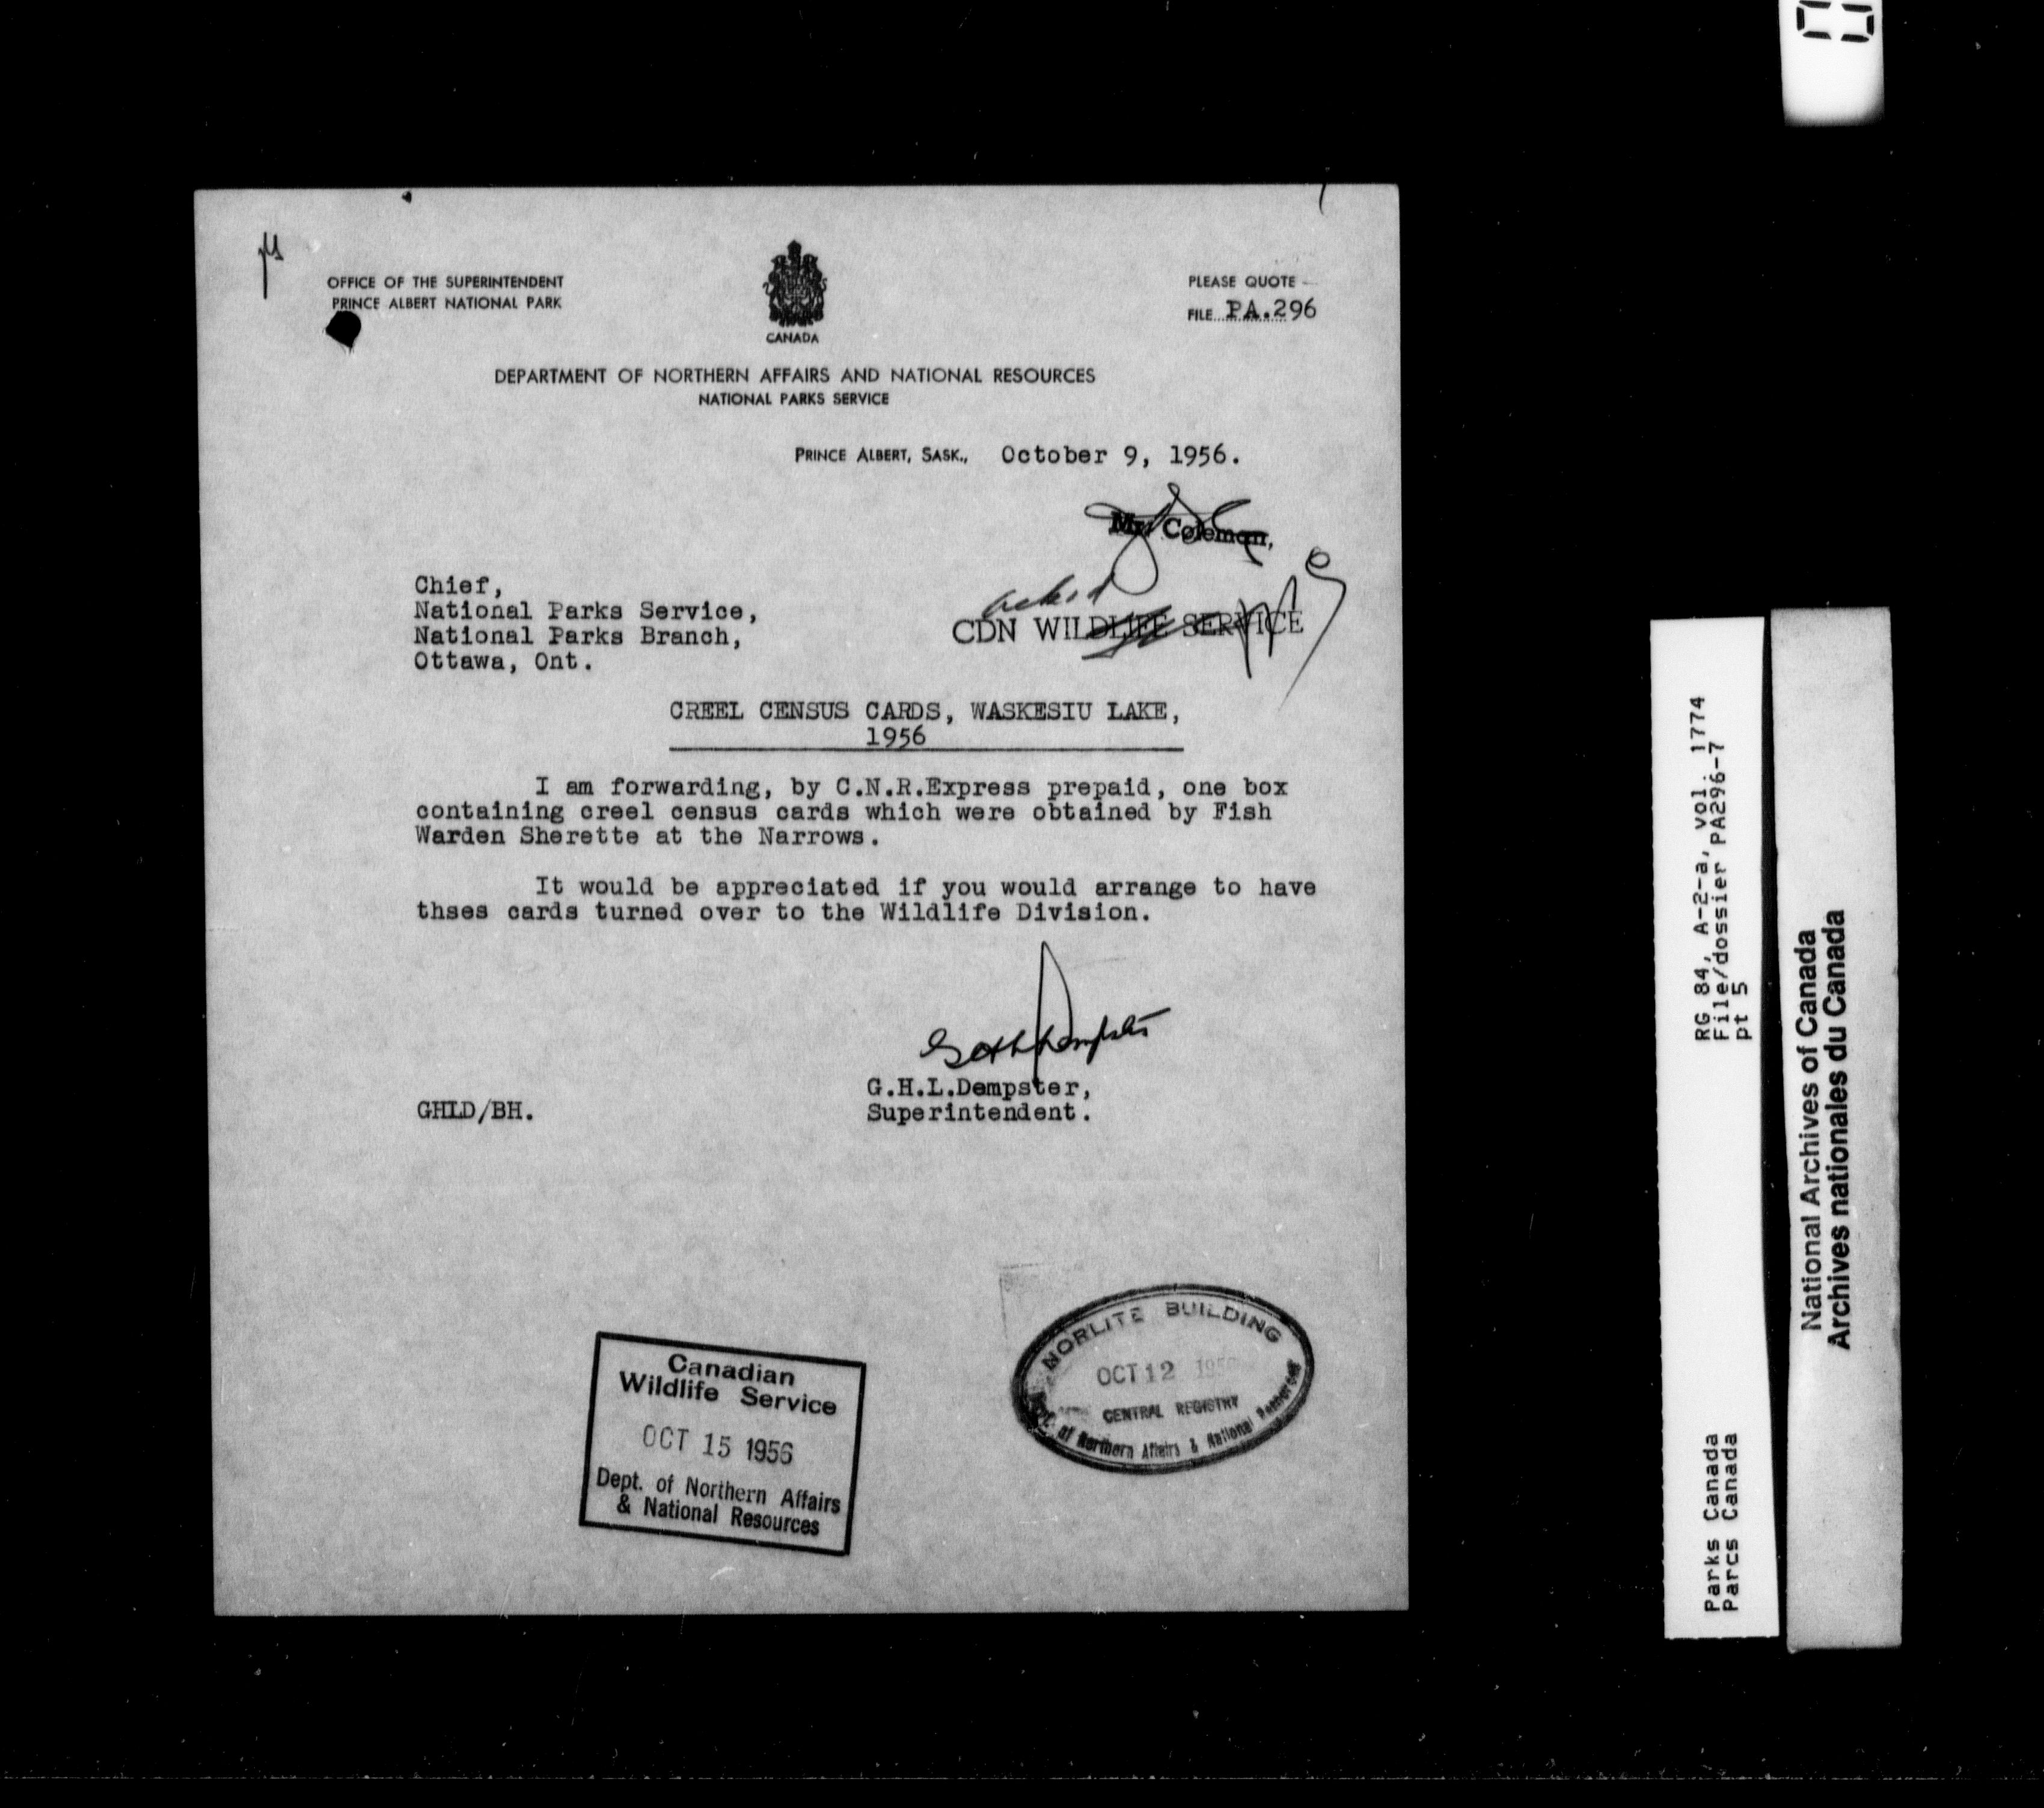 OFFICE OF THE SUPERINTENDENT
PRINCE ALBERT NATIONAL PARK
CANADA
PLEASE QUOTE
FILE PA.296
DEPARTMENT OF NORTHERN AFFAIRS AND NATIONAL RESOURCES
NATIONAL PARKS SERVICE
PRINCE ALBERT, SASK., October 9, 1956.
Mr. Coleman,
Chief,
National Parks Service,
National Parks Branch,
Ottawa, Ont.
CDN WILDLIFE SERVICE
CREEL CENSUS CARDS, WASKESIU LAKE,
1956
I am forwarding, by C.N.R.Express prepaid, one box
containing creel census cards which were obtained by Fish
Warden Sherette at the Narrows.
It would be appreciated if you would arrange to have
thses cards turned over to the Wildlife Division.
GHLDempster
G.H.L.Dempster,
Superintendent.
GHLD/BH.
Canadian
Wildlife Service
OCT 15 1956
Dept. of Northern Affairs
& National Resources
NORLITE BUILDING
OCT 12 1956
CENTRAL REGISTRY
Dept. of Northern Affairs & National Resources
RG 84, A-2-a, vol. 1774
File/dossier PA296-7
pt 5
Parks Canada
Parcs Canada
National Archives of Canada
Archives nationales du Canada